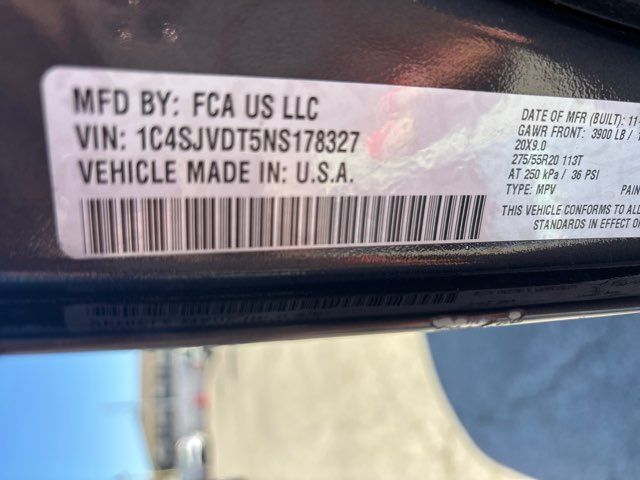 MFD BY: FCA US LLC
VIN: 1C4SJVDT5NS178327
VEHICLE MADE IN: U.S.A.
DATE OF MFR (BUILT): 11-
GAWR FRONT: 3900 LB /
20X9.0
275/55R20 113T
AT 250 kPa / 36 PSI
TYPE: MPV PAIN
THIS VEHICLE CONFORMS TO ALL
STANDARDS IN EFFECT